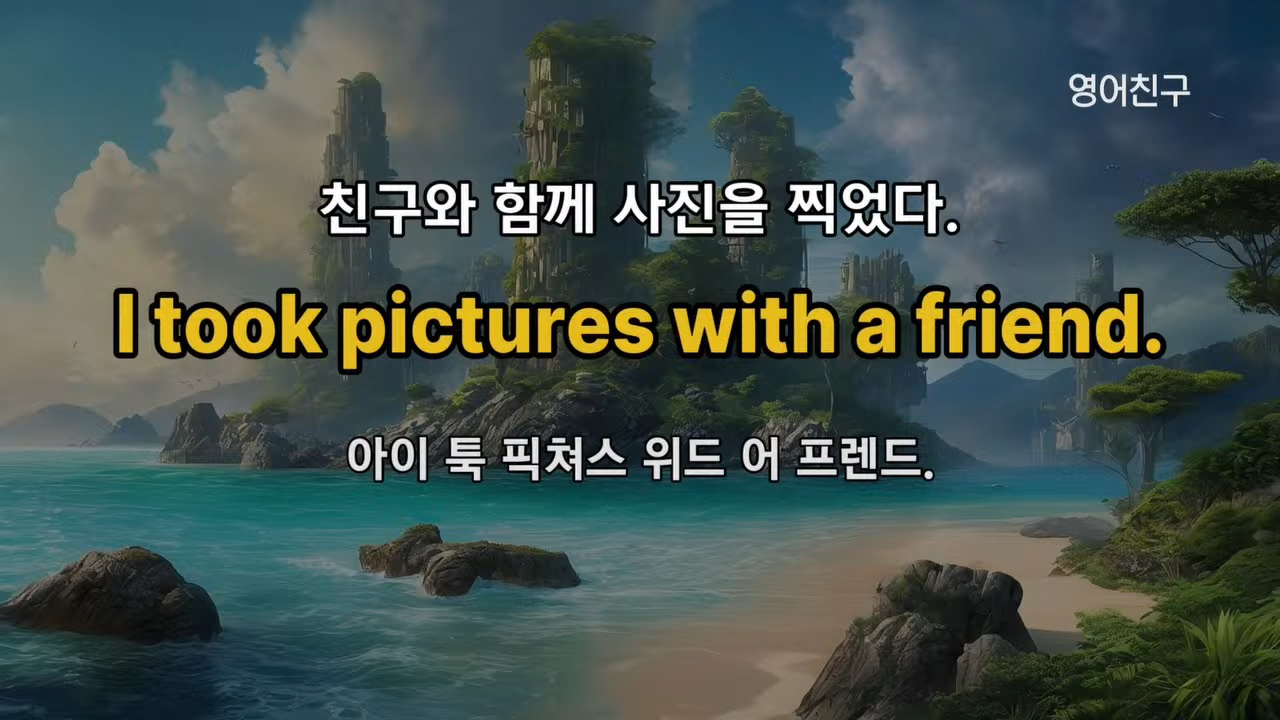 영어친구
친구와 함께 사진을 찍었다.
I took pictures with a friend.
아이 툭 픽쳐스 위드 어 프렌드.